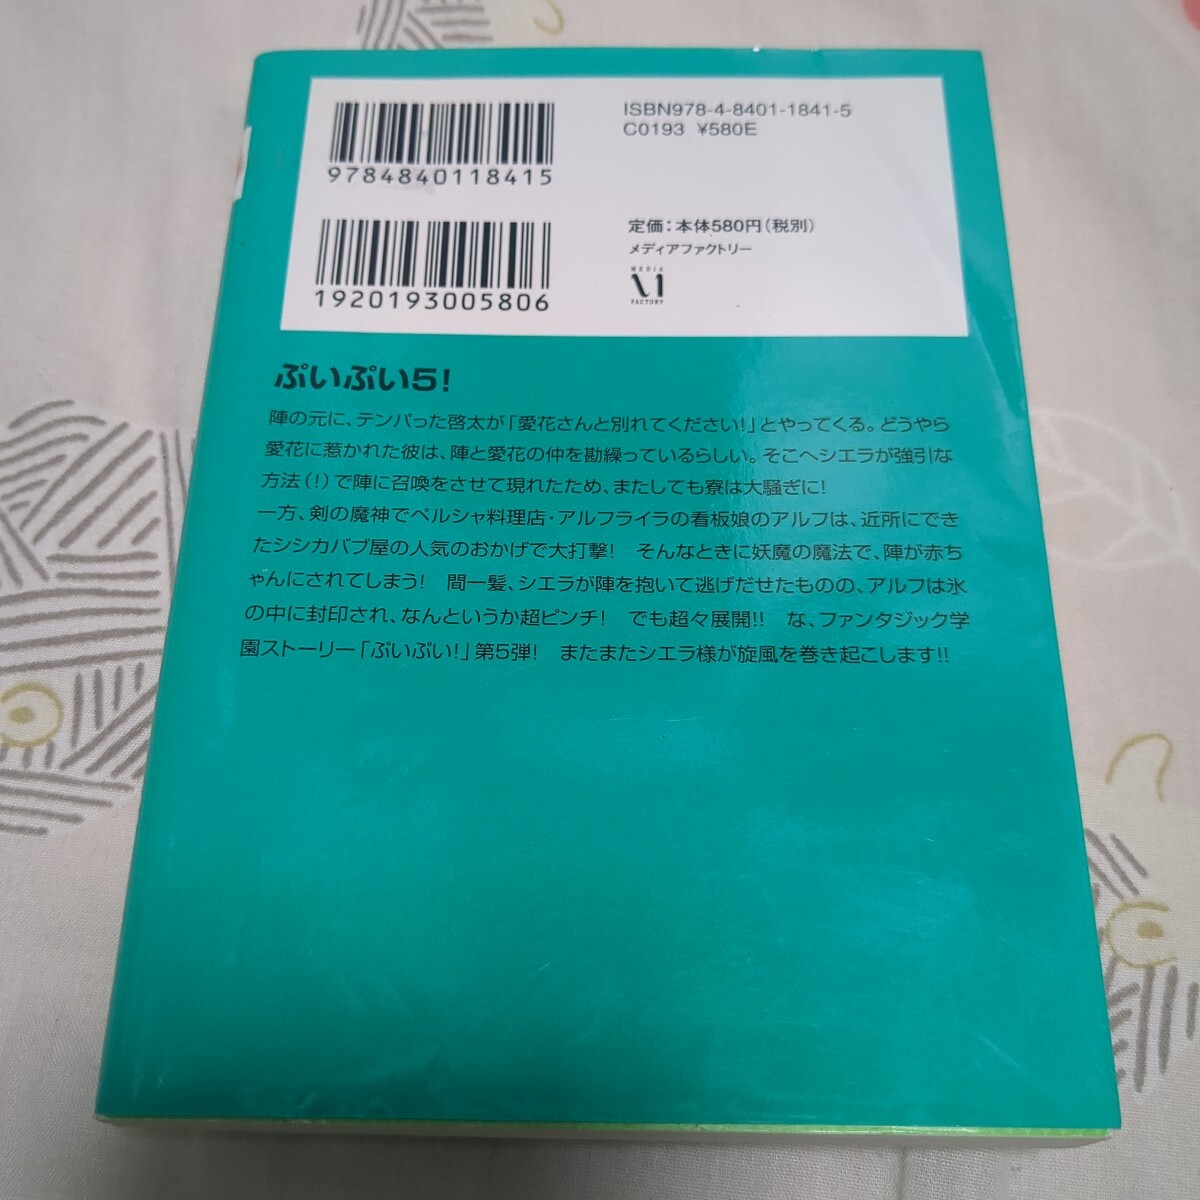 ISBN978-4-8401-1841-5
C0193 ¥580E
9784840118415
定価：本体580円（税別）
メディアファクトリー
MEDIA
FACTORY
1920193005806
ぷいぷい5！
陣の元に、テンパった啓太が「愛花さんと別れてください！」とやってくる。どうやら
愛花に惹かれた彼は、陣と愛花の仲を勘繰っているらしい。そこへシエラが強引な
方法（！）で陣に召喚をさせて現れたため、またしても寮は大騒ぎに！
一方、剣の魔神でペルシャ料理店・アルフライラの看板娘のアルフは、近所にでき
たシシカバブ屋の人気のおかげで大打撃！　そんなときに妖魔の魔法で、陣が赤ち
ゃんにされてしまう！　間一髪、シエラが陣を抱いて逃げだせたものの、アルフは氷
の中に封印され、なんというか超ピンチ！　でも超々展開!!　な、ファンタジック学
園ストーリー「ぷいぷい！」第5弾！　またまたシエラ様が旋風を巻き起こします!!